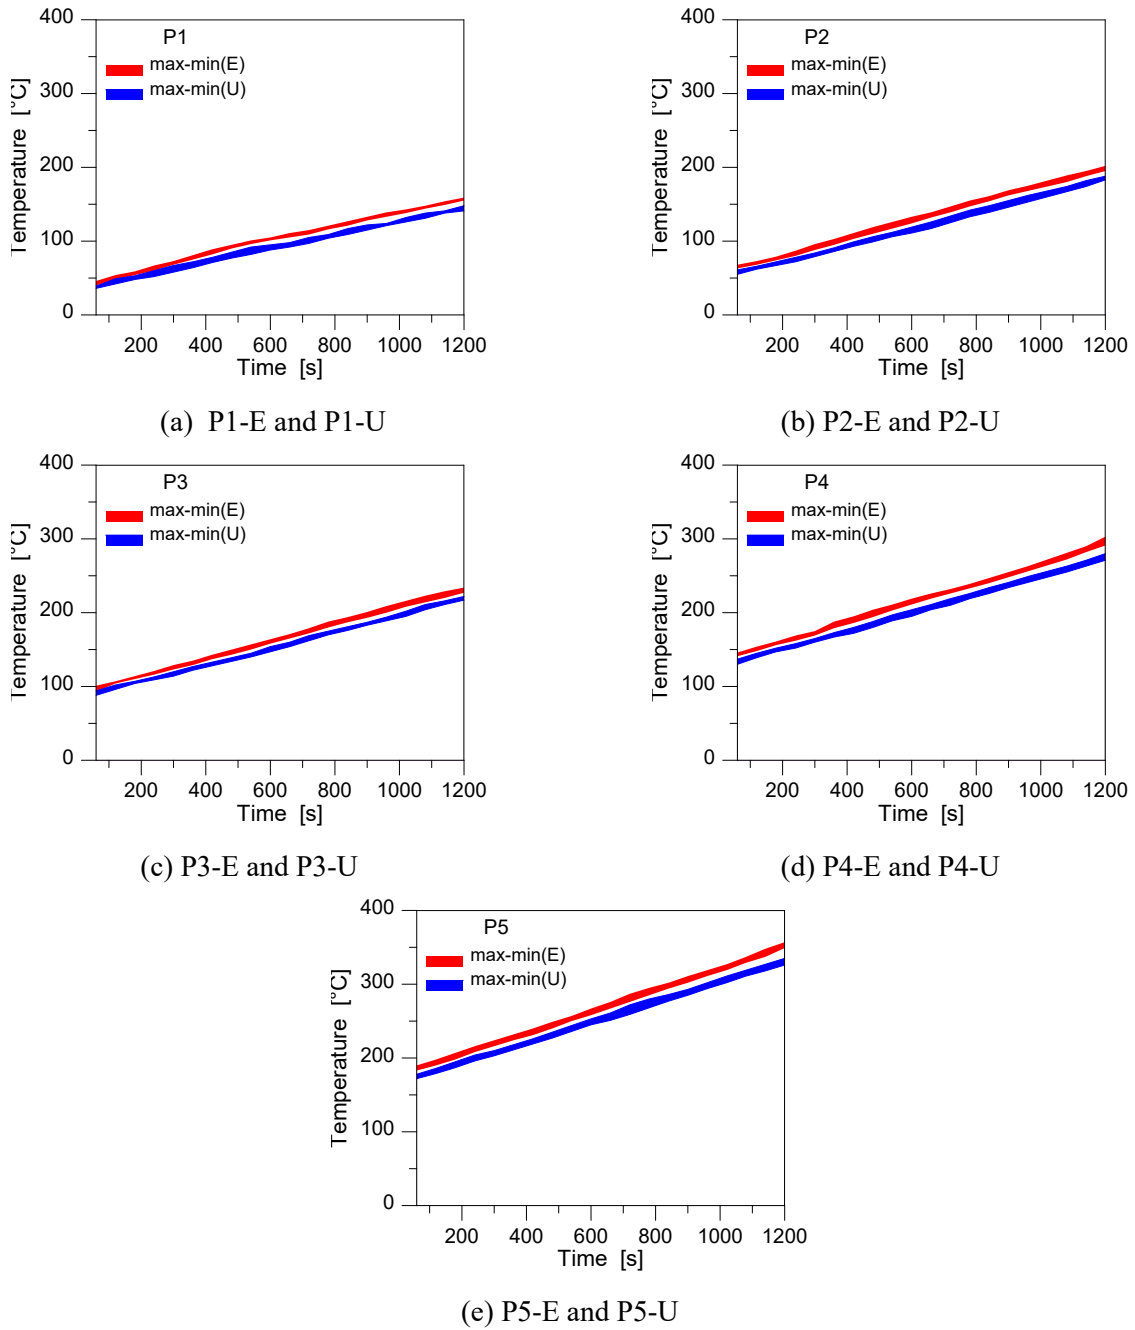 400
P1
max-min(E)
max-min(U)
300
200
100
0
Temperature [°C]
200 400 600 800 1000 1200
Time [s]
(a) P1-E and P1-U
400
P2
max-min(E)
max-min(U)
300
200
100
0
Temperature [°C]
200 400 600 800 1000 1200
Time [s]
(b) P2-E and P2-U
400
P3
max-min(E)
max-min(U)
300
200
100
0
Temperature [°C]
200 400 600 800 1000 1200
Time [s]
(c) P3-E and P3-U
400
P4
max-min(E)
max-min(U)
300
200
100
0
Temperature [°C]
200 400 600 800 1000 1200
Time [s]
(d) P4-E and P4-U
400
P5
max-min(E)
max-min(U)
300
200
100
0
Temperature [°C]
200 400 600 800 1000 1200
Time [s]
(e) P5-E and P5-U